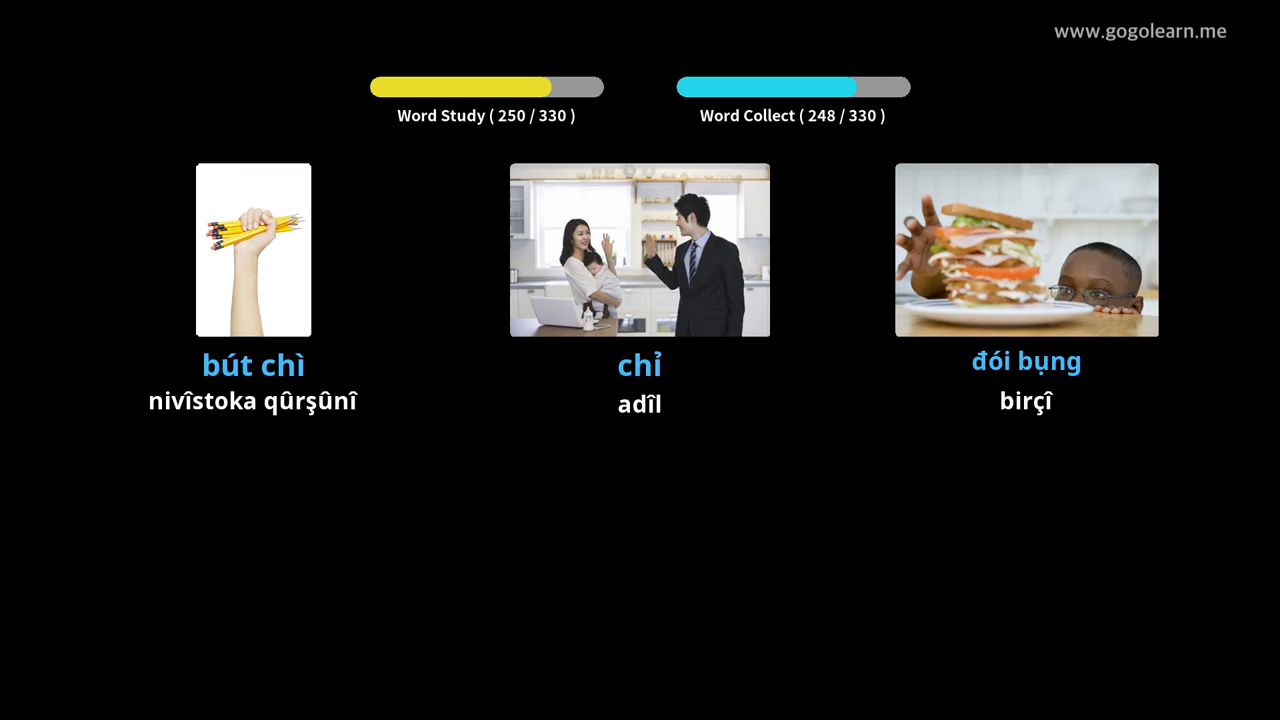 www.gogolearn.me
Word Study ( 250 / 330 )
Word Collect ( 248 / 330 )
bút chì
nivîstoka qûrşûnî
chỉ
adîl
đói bụng
birçî